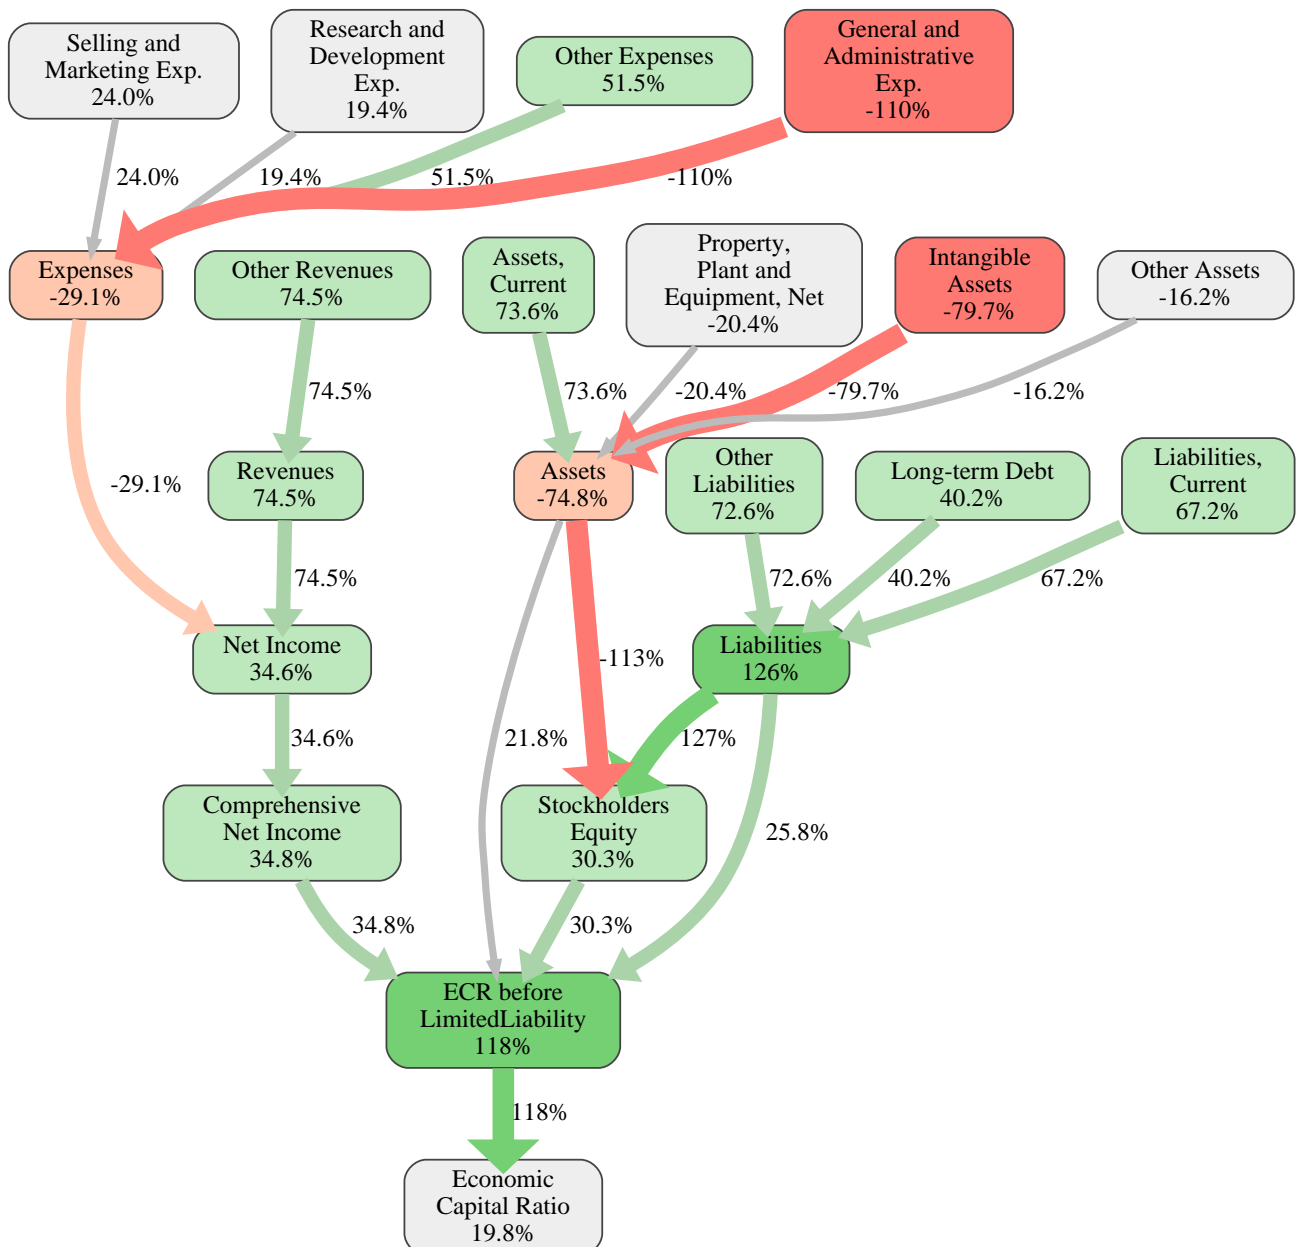 Selling and
Marketing Exp.
24.0%
Research and
Development
Exp.
19.4%
Other Expenses
51.5%
General and
Administrative
Exp.
-110%
24.0%
19.4%
51.5%
-110%
Expenses
-29.1%
Other Revenues
74.5%
Assets,
Current
73.6%
Property,
Plant and
Equipment, Net
-20.4%
Intangible
Assets
-79.7%
Other Assets
-16.2%
74.5%
73.6%
-20.4%
-79.7%
-16.2%
-29.1%
Revenues
74.5%
Assets
-74.8%
Other
Liabilities
72.6%
Long-term Debt
40.2%
Liabilities,
Current
67.2%
74.5%
72.6%
40.2%
67.2%
Net Income
34.6%
-113%
Liabilities
126%
34.6%
21.8%
127%
Comprehensive
Net Income
34.8%
Stockholders
Equity
30.3%
25.8%
34.8%
30.3%
ECR before
LimitedLiability
118%
118%
Economic
Capital Ratio
19.8%